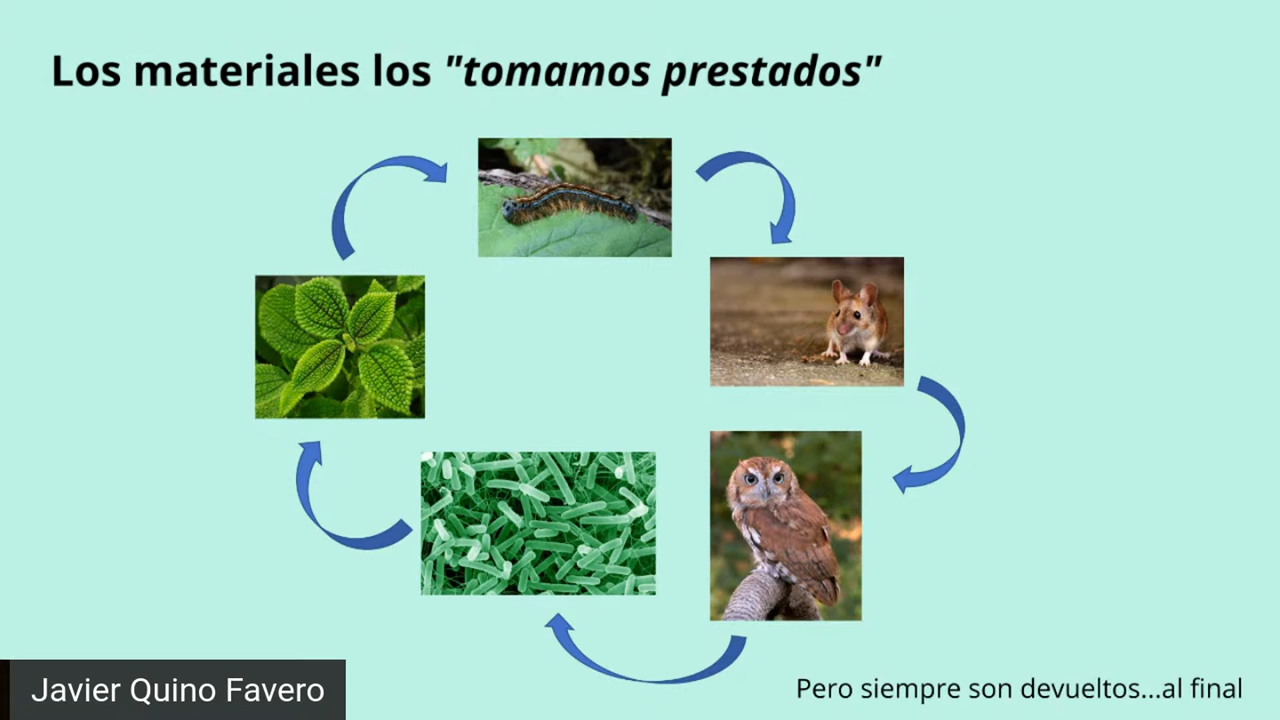 Los materiales los "tomamos prestados"
Javier Quino Favero
Pero siempre son devueltos...al final